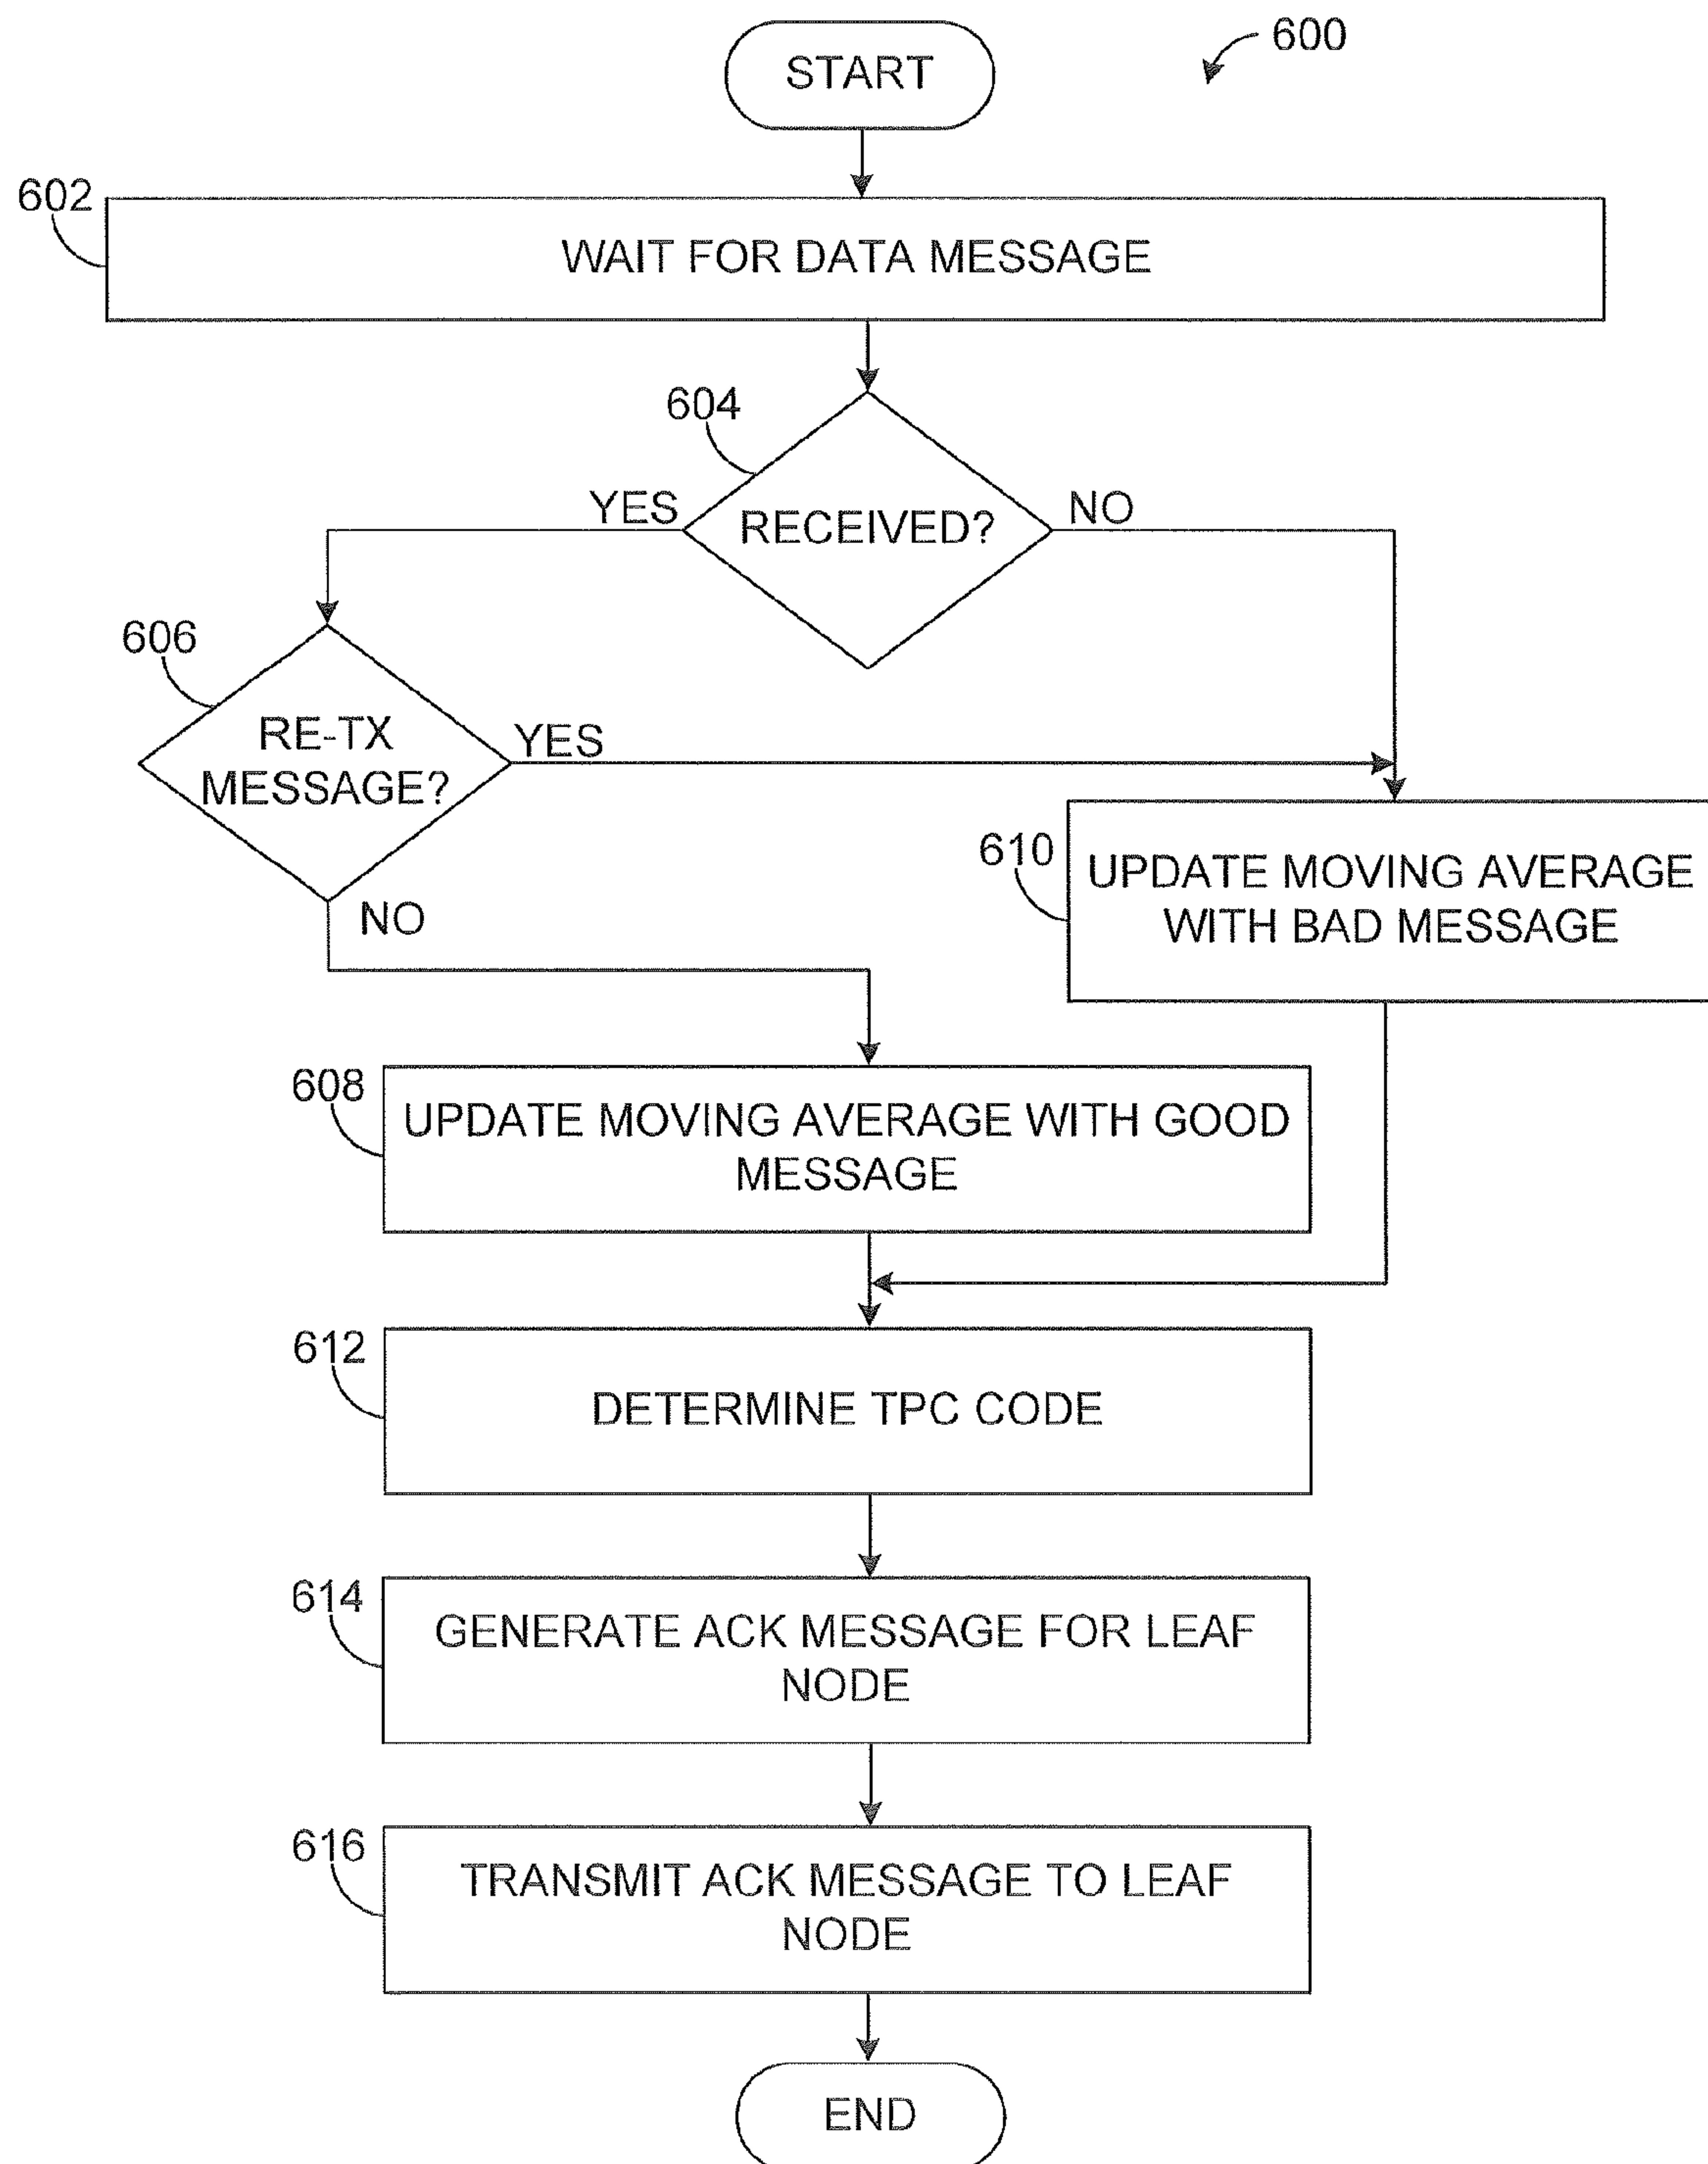 START
600
602
WAIT FOR DATA MESSAGE
604
YES
RECEIVED?
NO
606
RE-TX
MESSAGE?
YES
NO
610
UPDATE MOVING AVERAGE
WITH BAD MESSAGE
608
UPDATE MOVING AVERAGE WITH GOOD
MESSAGE
612
DETERMINE TPC CODE
614
GENERATE ACK MESSAGE FOR LEAF
NODE
616
TRANSMIT ACK MESSAGE TO LEAF
NODE
END